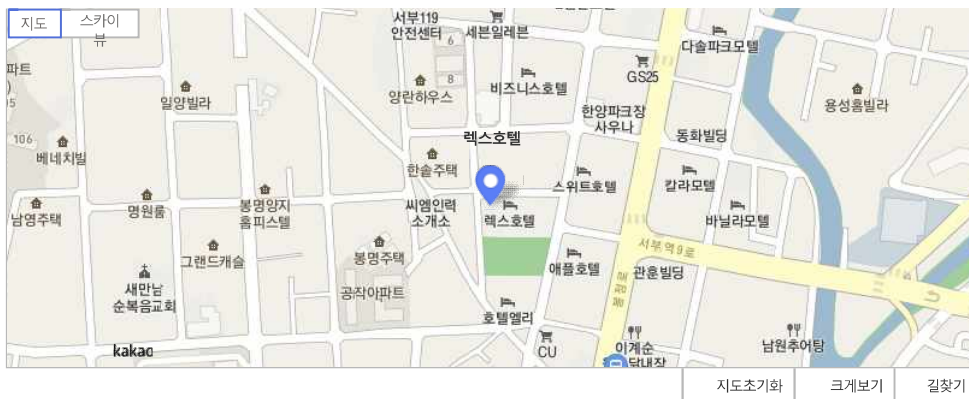 지도
스카이
뷰
서부119
안전센터
세븐일레븐
다솔파크모텔
6
8
GS25
비즈니스호텔
양란하우스
일양빌라
용성홈빌라
한양파크장
사우나
동화빌딩
106
베네치빌
렉스호텔
한솔주택
스위트호텔
칼라모텔
남영주택
명원룸
봉명양지
홈피스텔
씨엠인력
소개소
렉스호텔
바닐라모텔
그랜드캐슬
봉명주택
서부역9로
애플호텔
관훈빌딩
봉정로
새만남
순복음교회
공작아파트
호텔엘리
CU
이계순
남원추어탕
kakao
지도초기화
크게보기
길찾기